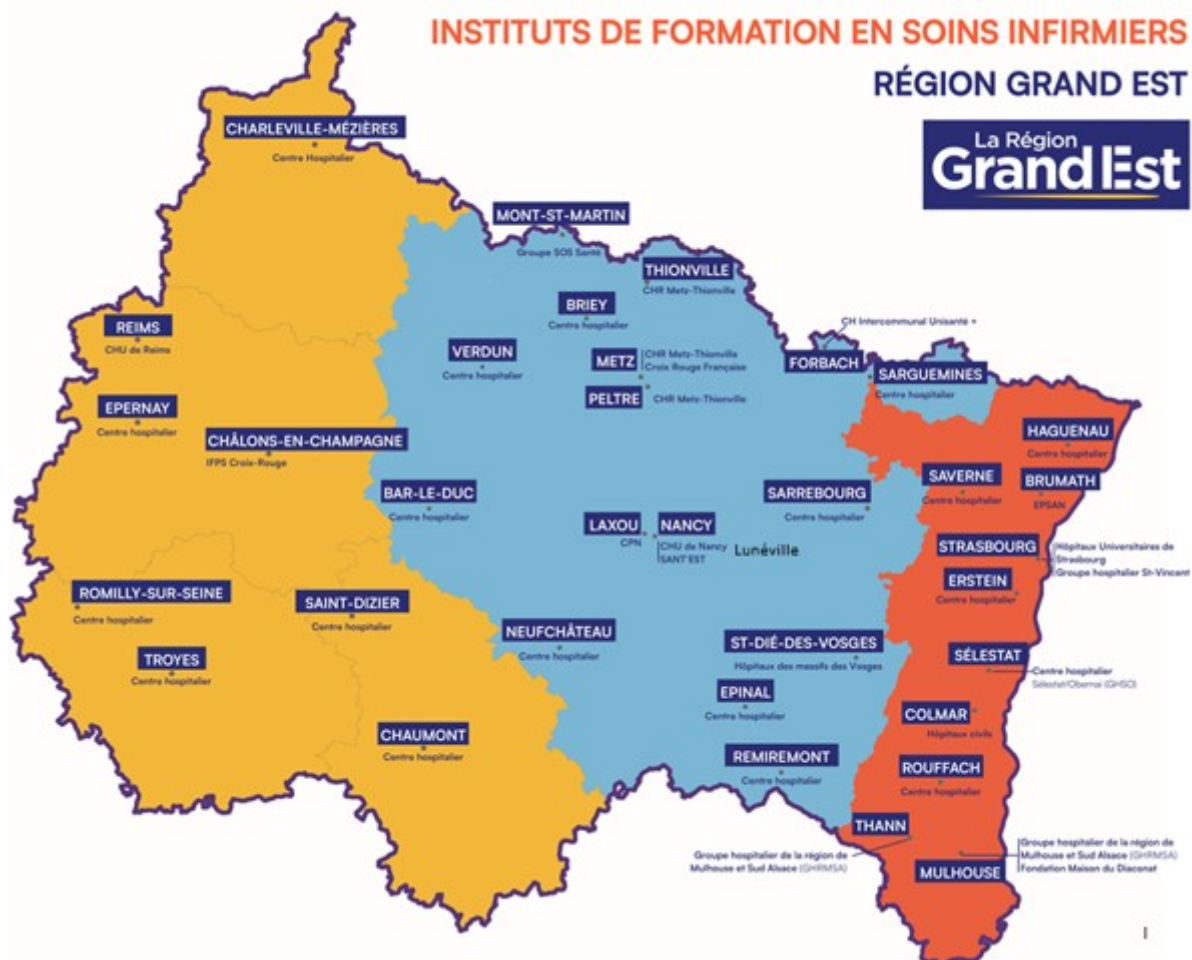 INSTITUTS DE FORMATION EN SOINS INFIRMIERS
RÉGION GRAND EST
La Région
Grand Est
CHARLEVILLE-MÉZIÈRES
Centre Hospitalier
MONT-ST-MARTIN
Groupe SOS Santé
THIONVILLE
CHR Metz-Thionville
BRIEY
Centre hospitalier
REIMS
CHU de Reims
CH Intercommunal Unisanté +
VERDUN
Centre hospitalier
METZ
CHR Metz-Thionville
Croix Rouge Française
FORBACH
SARGUEMINES
Centre hospitalier
PELTRE
CHR Metz-Thionville
EPERNAY
Centre hospitalier
CHÂLONS-EN-CHAMPAGNE
IFPS Croix-Rouge
HAGUENAU
Centre hospitalier
SAVERNE
Centre hospitalier
BRUMATH
EPSAN
BAR-LE-DUC
Centre hospitalier
SARREBOURG
Centre hospitalier
LAXOU
CPN
NANCY
CHU de Nancy
SANT'EST
Lunéville
STRASBOURG
Hôpitaux Universitaires de
Strasbourg
Groupe hospitalier St-Vincent
ERSTEIN
Centre hospitalier
ROMILLY-SUR-SEINE
Centre hospitalier
SAINT-DIZIER
Centre hospitalier
NEUFCHÂTEAU
Centre hospitalier
ST-DIÉ-DES-VOSGES
Hôpitaux des massifs des Vosges
TROYES
Centre hospitalier
SÉLESTAT
Centre hospitalier
Sélestat/Obernai (GHSO)
EPINAL
Centre hospitalier
COLMAR
Hôpitaux civils
CHAUMONT
Centre hospitalier
REMIREMONT
Centre hospitalier
ROUFFACH
Centre hospitalier
THANN
Groupe hospitalier de la région de
Mulhouse et Sud Alsace (GHRMSA)
MULHOUSE
Groupe hospitalier de la région de
Mulhouse et Sud Alsace (GHRMSA)
Fondation Maison du Diaconat